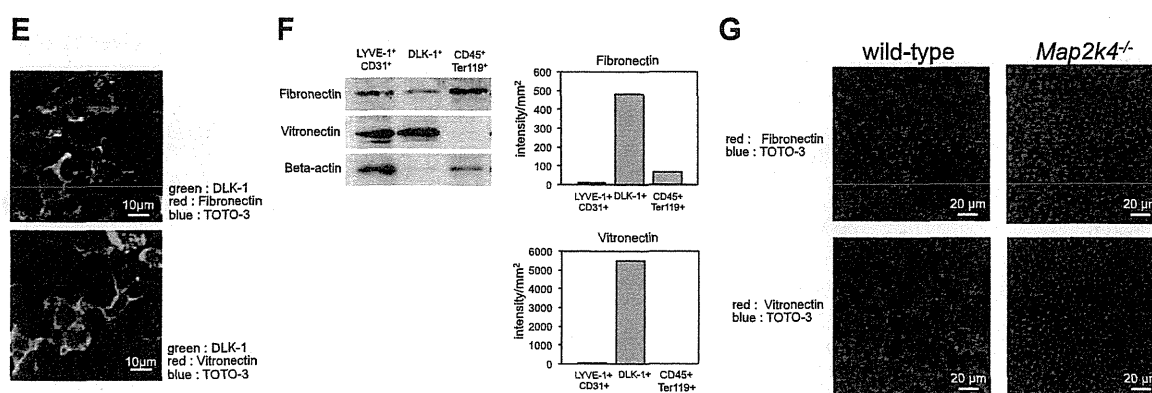 E
10µm
green : DLK-1
red : Fibronectin
blue : TOTO-3
10µm
green : DLK-1
red : Vitronectin
blue : TOTO-3
F
LYVE-1⁺ DLK-1⁺ CD45⁺
CD31⁺ Ter119⁺
Fibronectin
Vitronectin
Beta-actin
Fibronectin
intensity/mm²
600
500
400
300
200
100
0
LYVE-1+ DLK-1+ CD45+
CD31+ Ter119+
Vitronectin
intensity/mm²
6000
5000
4000
3000
2000
1000
0
LYVE-1+ DLK-1+ CD45+
CD31+ Ter119+
G
wild-type Map2k4⁻/⁻
red : Fibronectin
blue : TOTO-3
20 µm 20 µm
red : Vitronectin
blue : TOTO-3
20 µm 20 µm